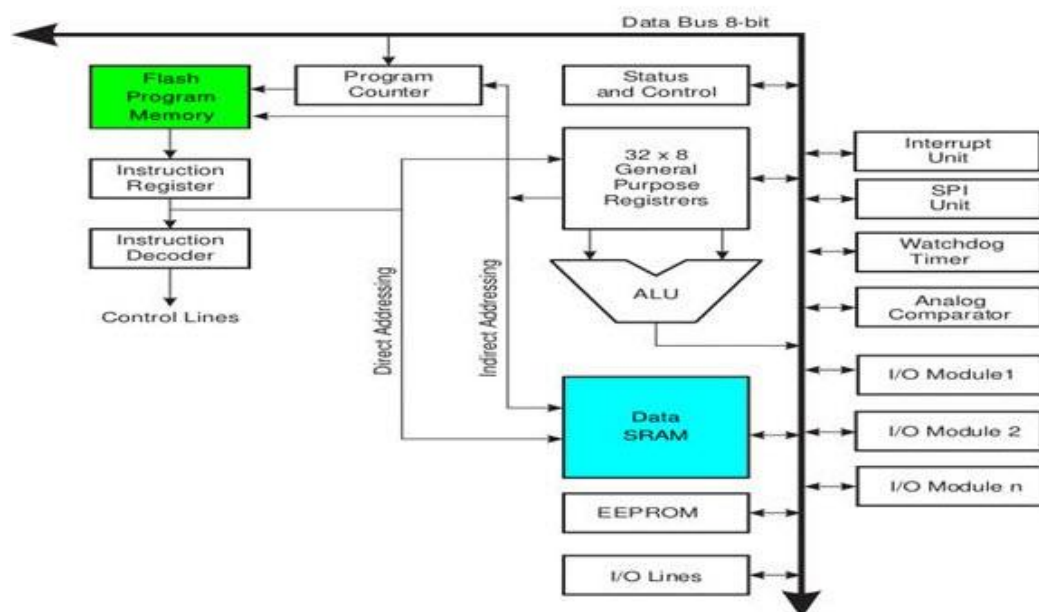 Data Bus 8-bit
Flash
Program
Memory
Program
Counter
Status
and Control
Instruction
Register
32 x 8
General
Purpose
Registrers
Interrupt
Unit
SPI
Unit
Instruction
Decoder
Watchdog
Timer
Control Lines
Direct Addressing
Indirect Addressing
ALU
Analog
Comparator
I/O Module1
Data
SRAM
I/O Module 2
I/O Module n
EEPROM
I/O Lines